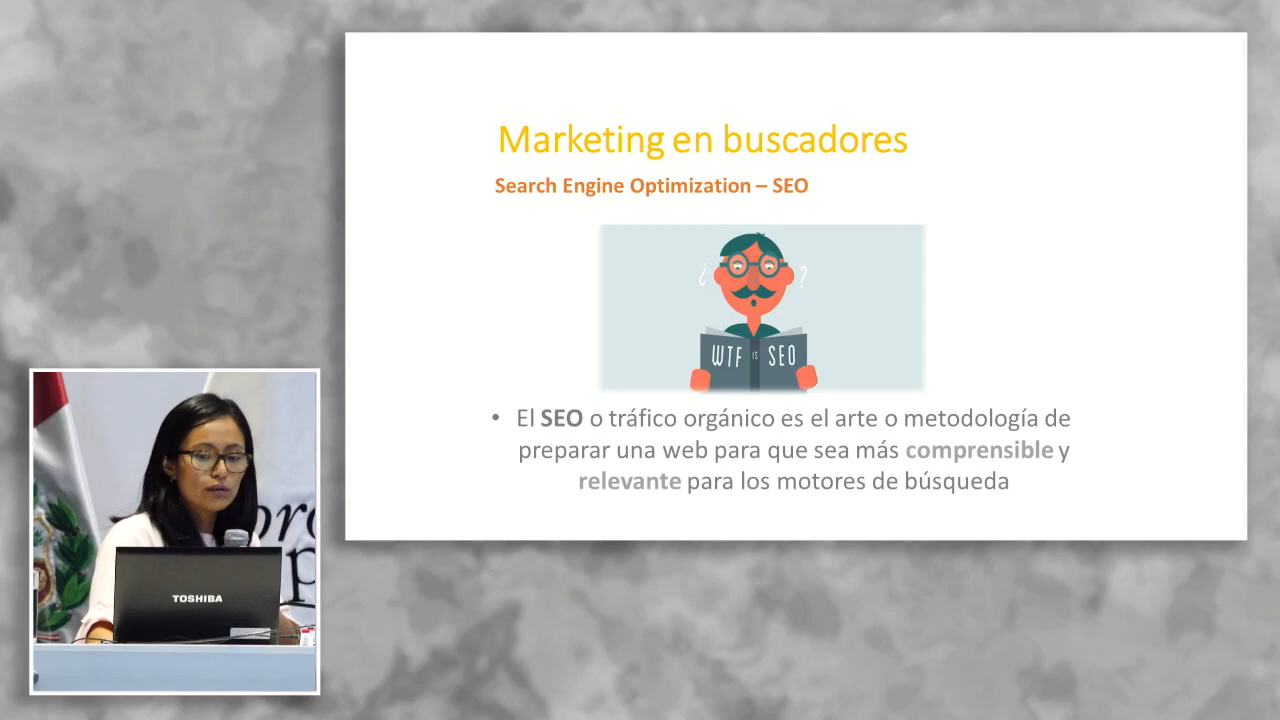 Marketing en buscadores
Search Engine Optimization – SEO
¿ ?
WTF IS SEO
• El SEO o tráfico orgánico es el arte o metodología de
preparar una web para que sea más comprensible y
relevante para los motores de búsqueda
TOSHIBA